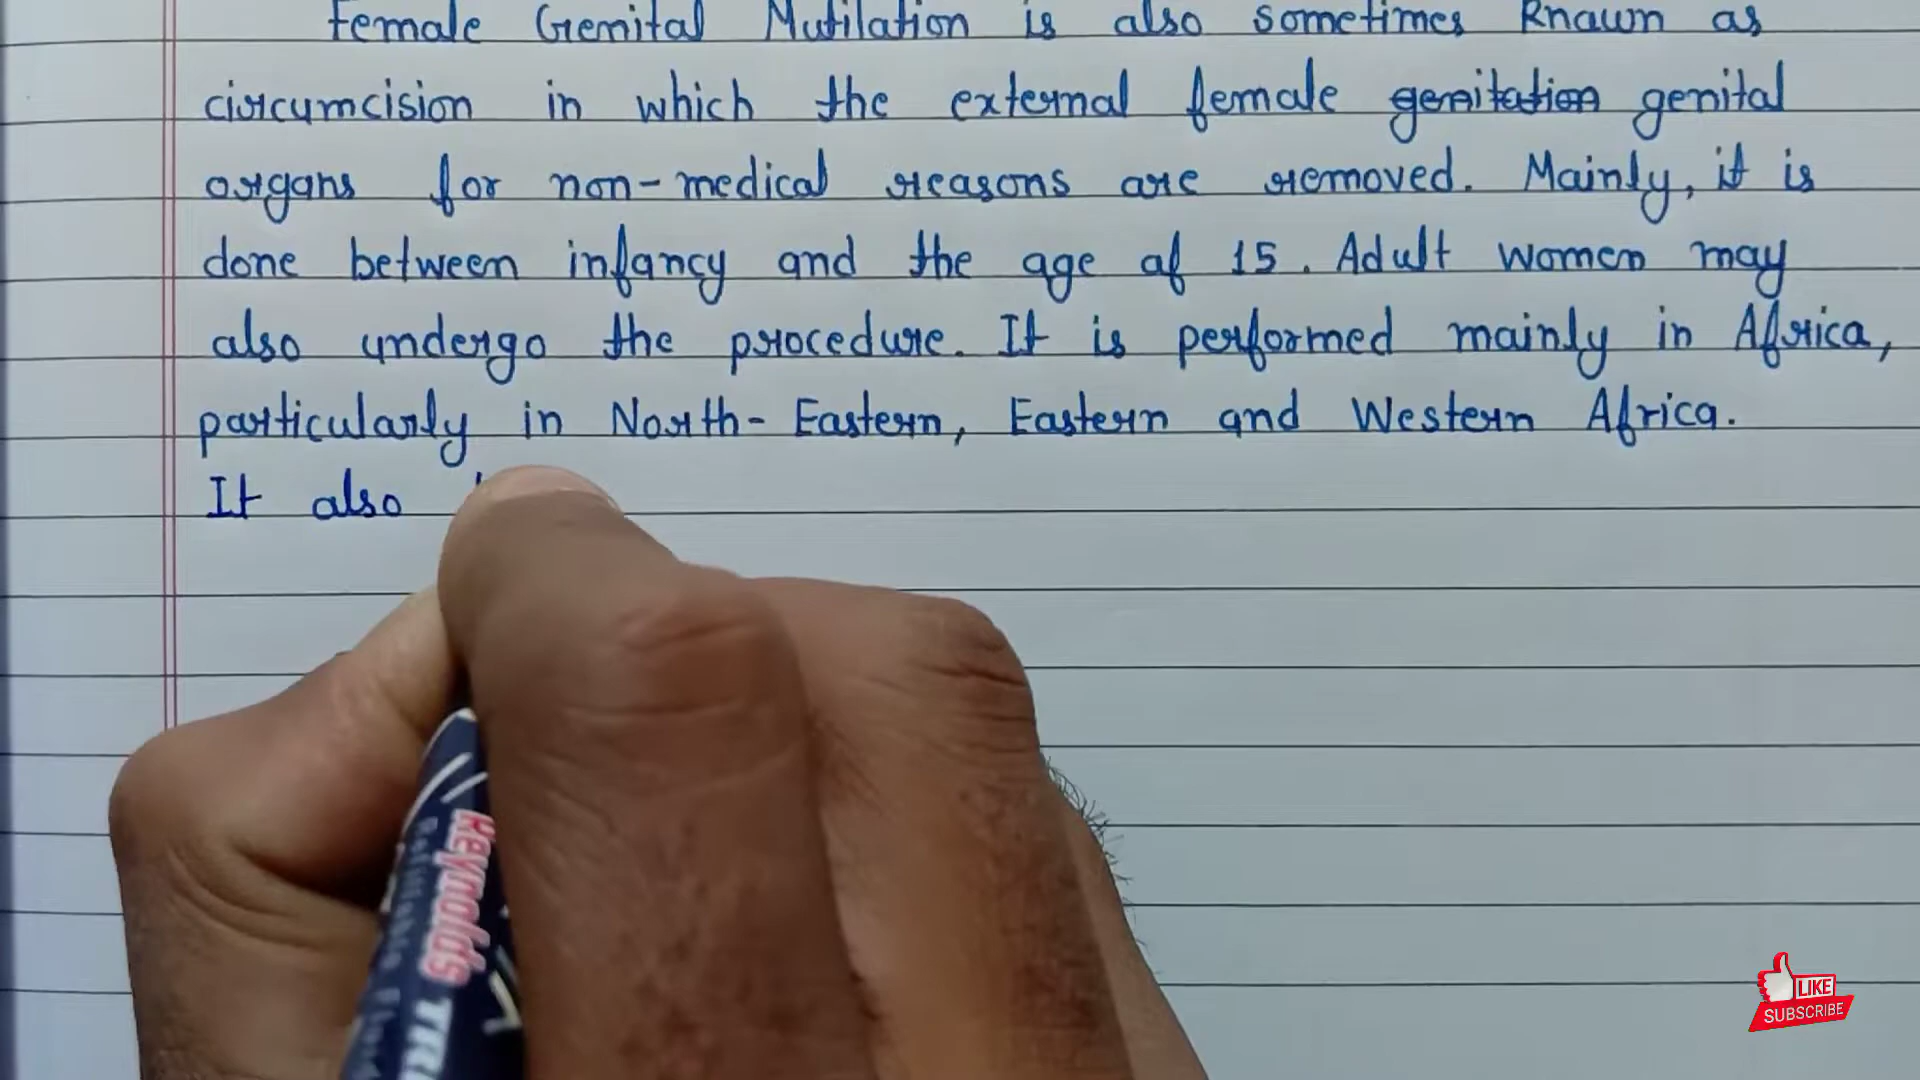 Female Genital Mutilation is also sometimes known as
circumcision in which the external female genitation genital
organs for non-medical reasons are removed. Mainly, it is
done between infancy and the age of 15. Adult women may
also undergo the procedure. It is performed mainly in Africa,
particularly in North-Eastern, Eastern and Western Africa.
It also
Reynolds
LIKE
SUBSCRIBE